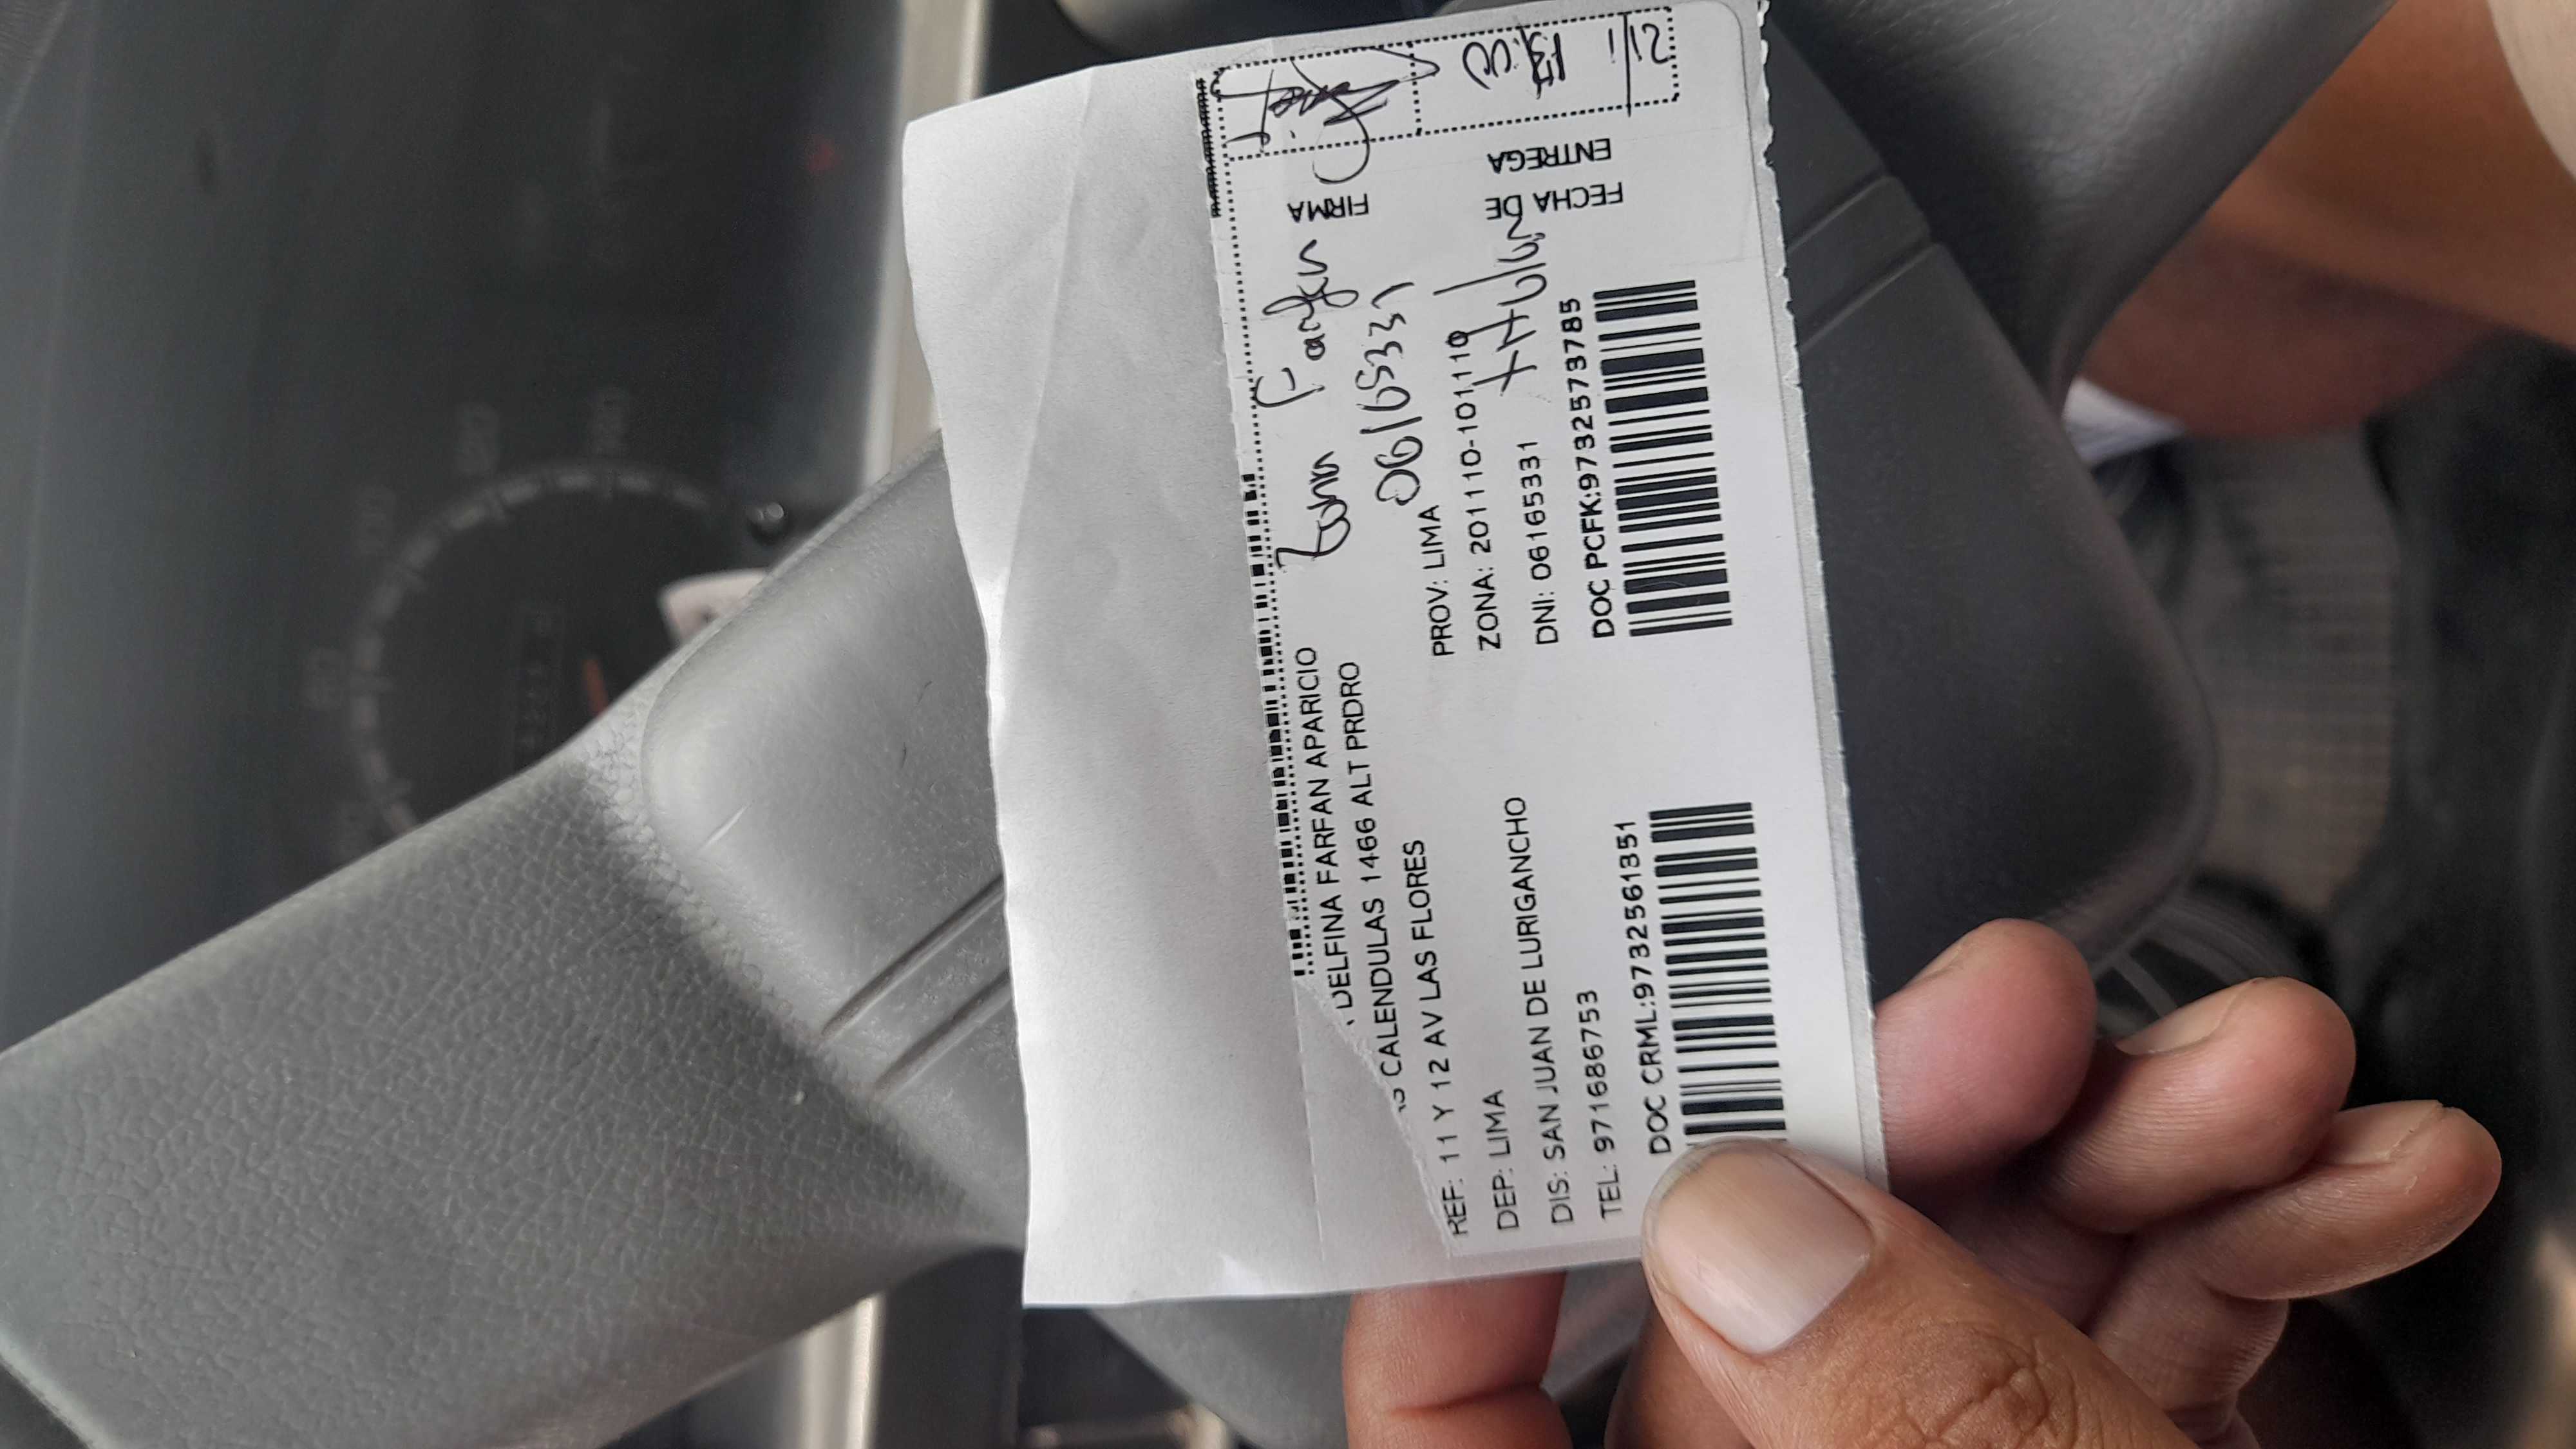 DELFINA FARFAN APARICIO
CALENDULAS 1466 ALT PRDRO
REF: 11 Y 12 AV LAS FLORES
DEP: LIMA
PROV: LIMA
DIS: SAN JUAN DE LURIGANCHO
ZONA: 201110-101110
TEL: 971686753
DNI: 06165331
DOC CRML:9732561351
DOC PCFK:9732573785
Farfan
06165331
FIRMA
FECHA DE
ENTREGA